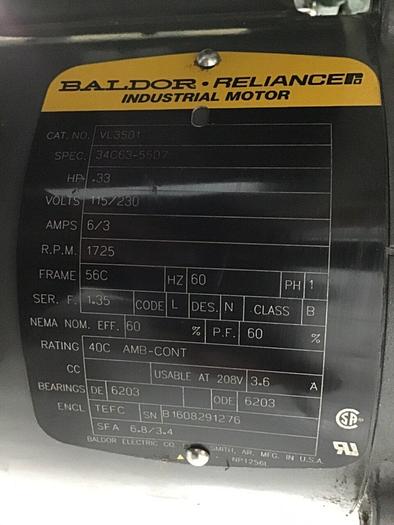 BALDOR • RELIANCE
INDUSTRIAL MOTOR
CAT. NO. VL3501
SPEC. 34C63-5507
HP .33
VOLTS 115/230
AMPS 6/3
R.P.M. 1725
FRAME 56C HZ 60 PH 1
SER. F. 1.35 CODE L DES. N CLASS B
NEMA NOM. EFF. 60 % P.F. 60 %
RATING 40C AMB-CONT
CC USABLE AT 208V 3.6 A
BEARINGS DE 6203 ODE 6203
ENCL TEFC SN B1608291276
SFA 6.8/3.4
BALDOR ELECTRIC CO. SMITH, AR. MFG. IN U.S.A.
NP1256L